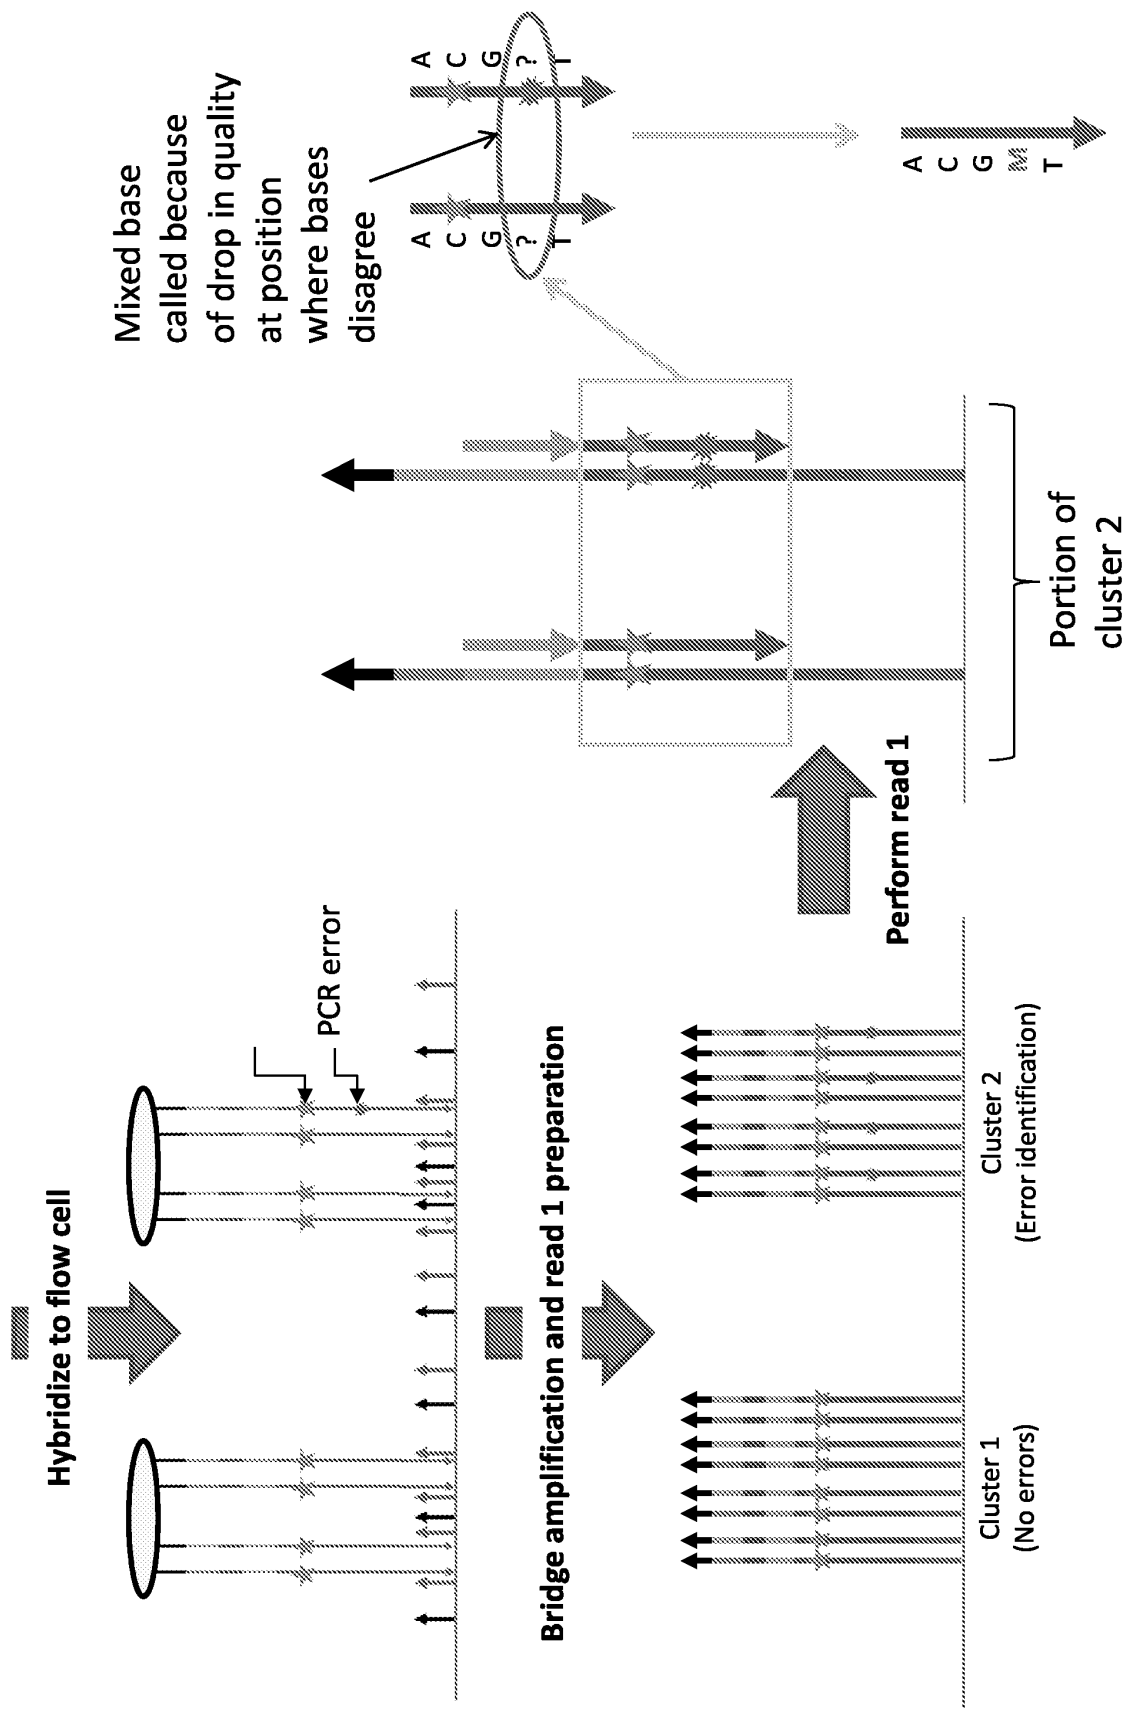 Hybridize to flow cell
PCR error
Bridge amplification and read 1 preparation
Cluster 1
(No errors)
Cluster 2
(Error identification)
Perform read 1
Portion of
cluster 2
Mixed base
called because
of drop in quality
at position
where bases
disagree
A
C
G
?
T
A
C
G
?
T
A
C
G
M
T